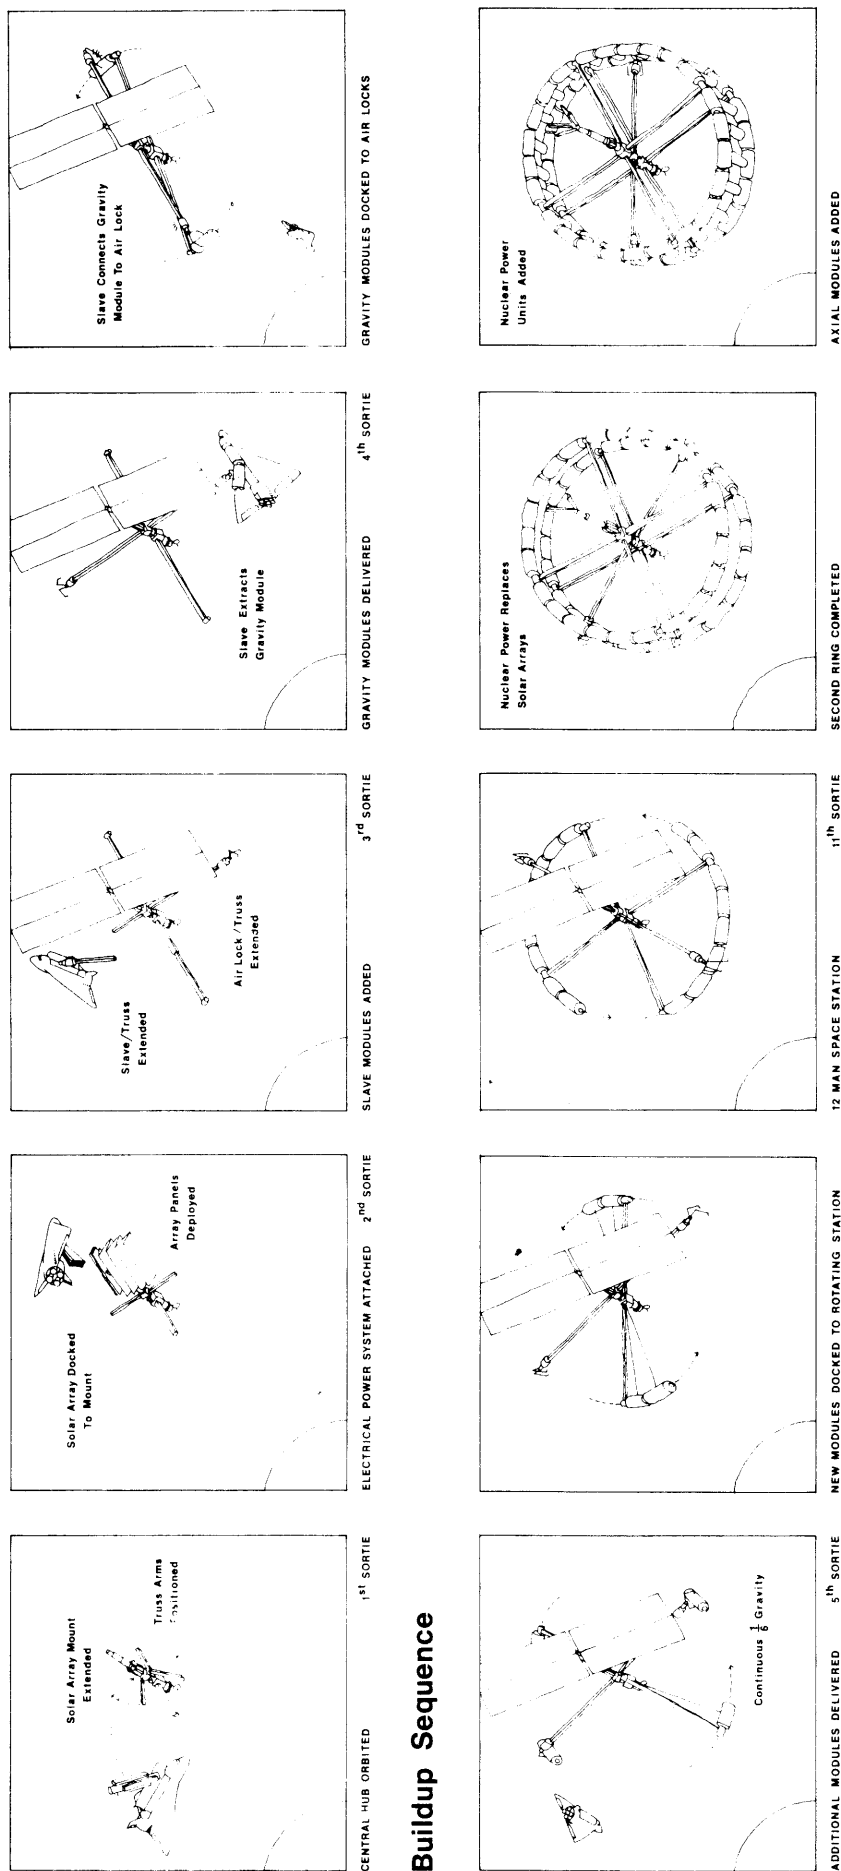 Solar Array Mount
Extended
Truss Arms
Positioned
CENTRAL HUB ORBITED 1st SORTIE
Solar Array Docked
To Mount
Array Panels
Deployed
ELECTRICAL POWER SYSTEM ATTACHED 2nd SORTIE
Slave/Truss
Extended
Air Lock/Truss
Extended
SLAVE MODULES ADDED 3rd SORTIE
Slave Extracts
Gravity Module
GRAVITY MODULES DELIVERED 4th SORTIE
Slave Connects Gravity
Module To Air Lock
GRAVITY MODULES DOCKED TO AIR LOCKS
Buildup Sequence
Continuous 1/6 Gravity
ADDITIONAL MODULES DELIVERED 5th SORTIE
NEW MODULES DOCKED TO ROTATING STATION
12 MAN SPACE STATION 11th SORTIE
Nuclear Power Replaces
Solar Arrays
SECOND RING COMPLETED
Nuclear Power
Units Added
AXIAL MODULES ADDED